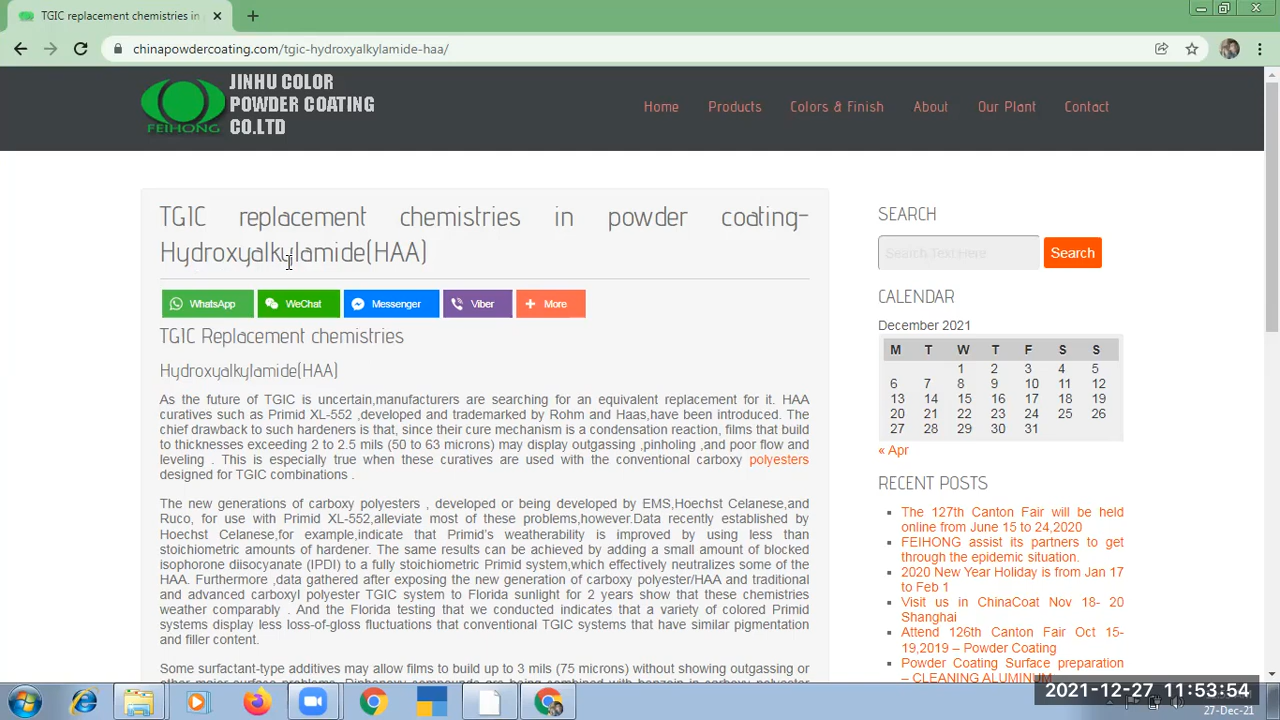 TGIC replacement chemistries in
chinapowdercoating.com/tgic-hydroxyalkylamide-haa/
JINHU COLOR
POWDER COATING
CO.LTD
FEIHONG
Home Products Colors & Finish About Our Plant Contact
TGIC replacement chemistries in powder coating-
Hydroxyalkylamide(HAA)
WhatsApp WeChat Messenger Viber More
TGIC Replacement chemistries
Hydroxyalkylamide(HAA)
As the future of TGIC is uncertain,manufacturers are searching for an equivalent replacement for it. HAA
curatives such as Primid XL-552 ,developed and trademarked by Rohm and Haas,have been introduced. The
chief drawback to such hardeners is that, since their cure mechanism is a condensation reaction, films that build
to thicknesses exceeding 2 to 2.5 mils (50 to 63 microns) may display outgassing ,pinholing ,and poor flow and
leveling . This is especially true when these curatives are used with the conventional carboxy polyesters
designed for TGIC combinations .
The new generations of carboxy polyesters , developed or being developed by EMS,Hoechst Celanese,and
Ruco, for use with Primid XL-552,alleviate most of these problems,however.Data recently established by
Hoechst Celanese,for example,indicate that Primid's weatherability is improved by using less than
stoichiometric amounts of hardener. The same results can be achieved by adding a small amount of blocked
isophorone diisocyanate (IPDI)to a fully stoichiometric Primid system,which effectively neutralizes some of the
HAA. Furthermore ,data gathered after exposing the new generation of carboxy polyester/HAA and traditional
and advanced carboxyl polyester TGIC system to Florida sunlight for 2 years show that these chemistries
weather comparably . And the Florida testing that we conducted indicates that a variety of colored Primid
systems display less loss-of-gloss fluctuations that conventional TGIC systems that have similar pigmentation
and filler content.
Some surfactant-type additives may allow films to build up to 3 mils (75 microns) without showing outgassing or
SEARCH
Search Text Here Search
CALENDAR
December 2021
M T W T F S S
1 2 3 4 5
6 7 8 9 10 11 12
13 14 15 16 17 18 19
20 21 22 23 24 25 26
27 28 29 30 31
« Apr
RECENT POSTS
The 127th Canton Fair will be held
online from June 15 to 24,2020
FEIHONG assist its partners to get
through the epidemic situation.
2020 New Year Holiday is from Jan 17
to Feb 1
Visit us in ChinaCoat Nov 18- 20
Shanghai
Attend 126th Canton Fair Oct 15-
19,2019 – Powder Coating
Powder Coating Surface preparation
– CLEANING ALUMINUM
2021-12-27 11:53:54
27-Dec-21